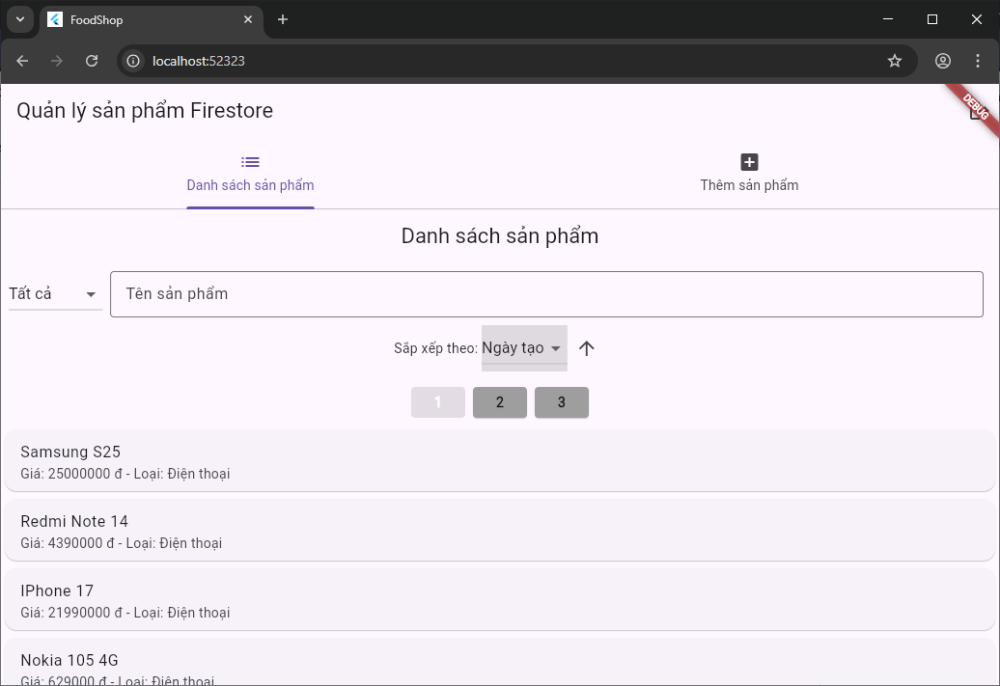 FoodShop
localhost:52323
Quản lý sản phẩm Firestore
DEBUG
Danh sách sản phẩm
Thêm sản phẩm
Danh sách sản phẩm
Tất cả
Tên sản phẩm
Sắp xếp theo: Ngày tạo
1 2 3
Samsung S25
Giá: 25000000 đ - Loại: Điện thoại
Redmi Note 14
Giá: 4390000 đ - Loại: Điện thoại
IPhone 17
Giá: 21990000 đ - Loại: Điện thoại
Nokia 105 4G
Giá: 629000 đ - Loại: Điện thoại